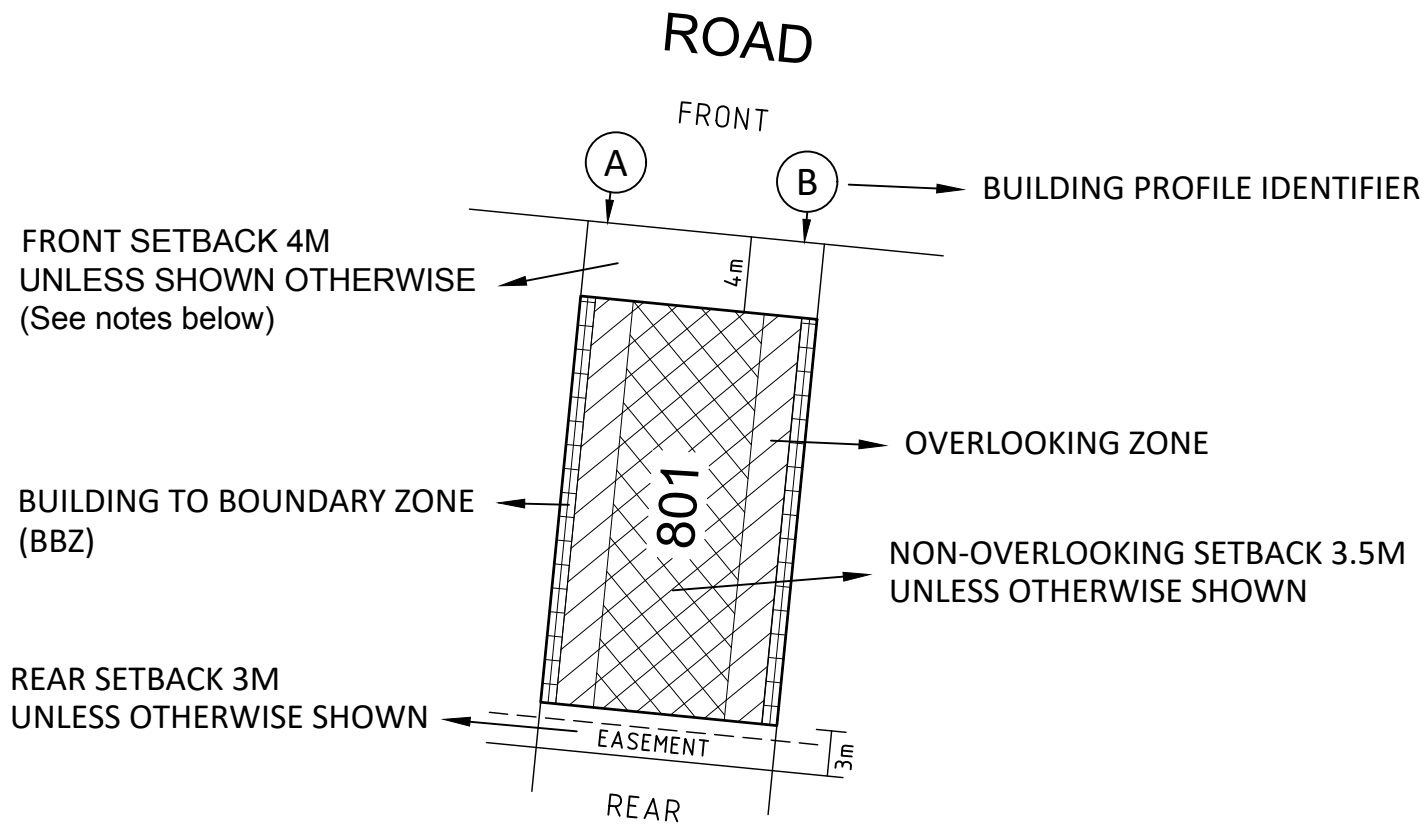 ROAD
FRONT
A
B
BUILDING PROFILE IDENTIFIER
FRONT SETBACK 4M
UNLESS SHOWN OTHERWISE
(See notes below)
4m
OVERLOOKING ZONE
801
BUILDING TO BOUNDARY ZONE
(BBZ)
NON-OVERLOOKING SETBACK 3.5M
UNLESS OTHERWISE SHOWN
REAR SETBACK 3M
UNLESS OTHERWISE SHOWN
EASEMENT
3m
REAR